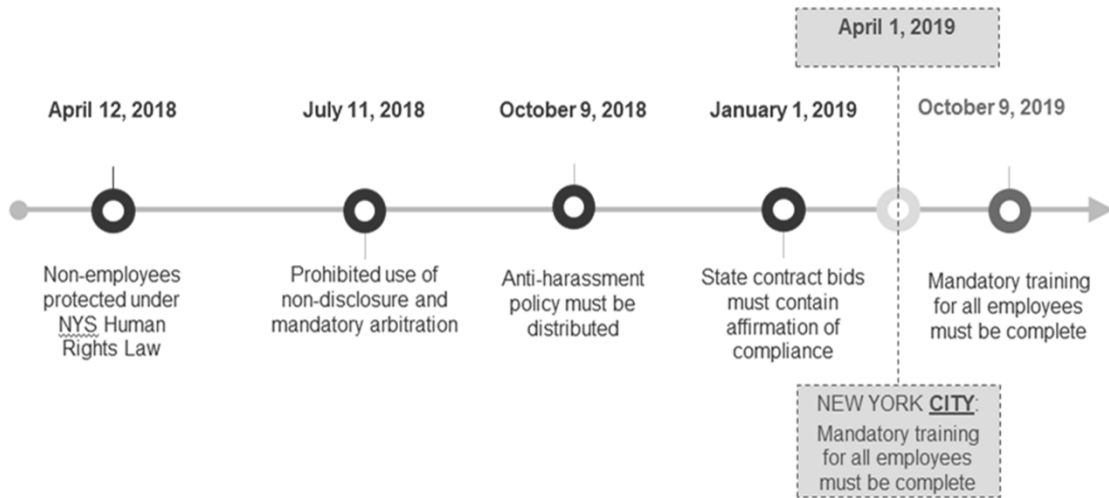 April 1, 2019
April 12, 2018
July 11, 2018
October 9, 2018
January 1, 2019
October 9, 2019
Non-employees
protected under
NYS Human
Rights Law
Prohibited use of
non-disclosure and
mandatory arbitration
Anti-harassment
policy must be
distributed
State contract bids
must contain
affirmation of
compliance
Mandatory training
for all employees
must be complete
NEW YORK CITY:
Mandatory training
for all employees
must be complete